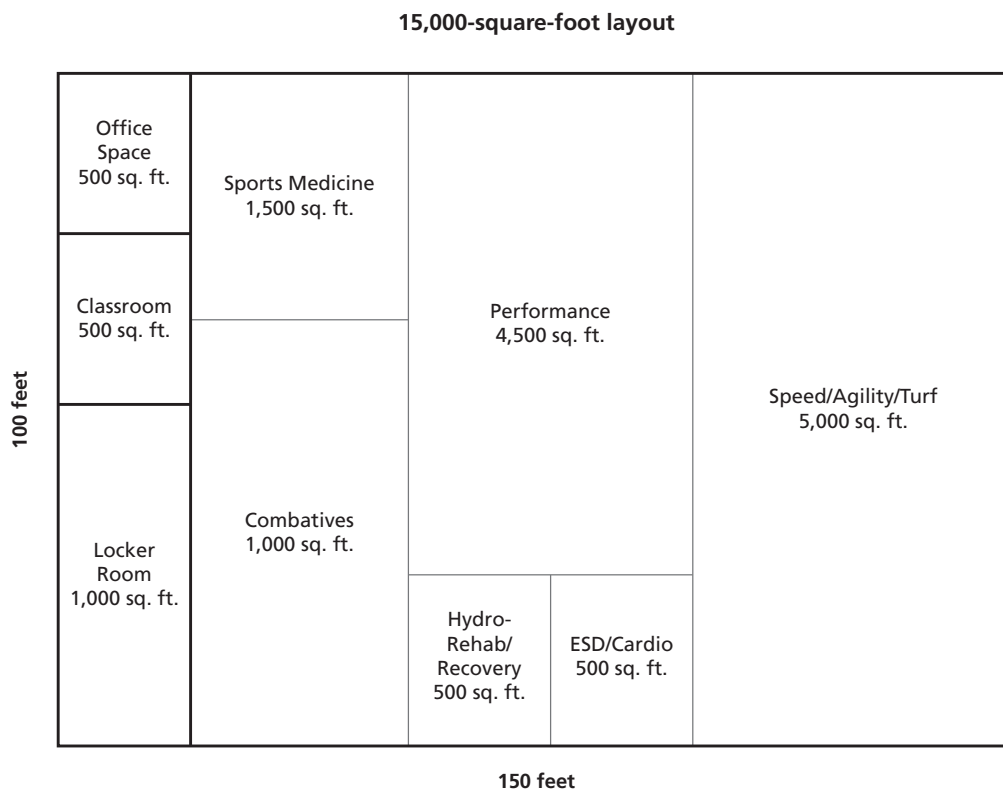 15,000-square-foot layout
Office
Space
500 sq. ft.
Sports Medicine
1,500 sq. ft.
Classroom
500 sq. ft.
Performance
4,500 sq. ft.
Speed/Agility/Turf
5,000 sq. ft.
100 feet
Combatives
1,000 sq. ft.
Locker
Room
1,000 sq. ft.
Hydro-
Rehab/
Recovery
500 sq. ft.
ESD/Cardio
500 sq. ft.
150 feet